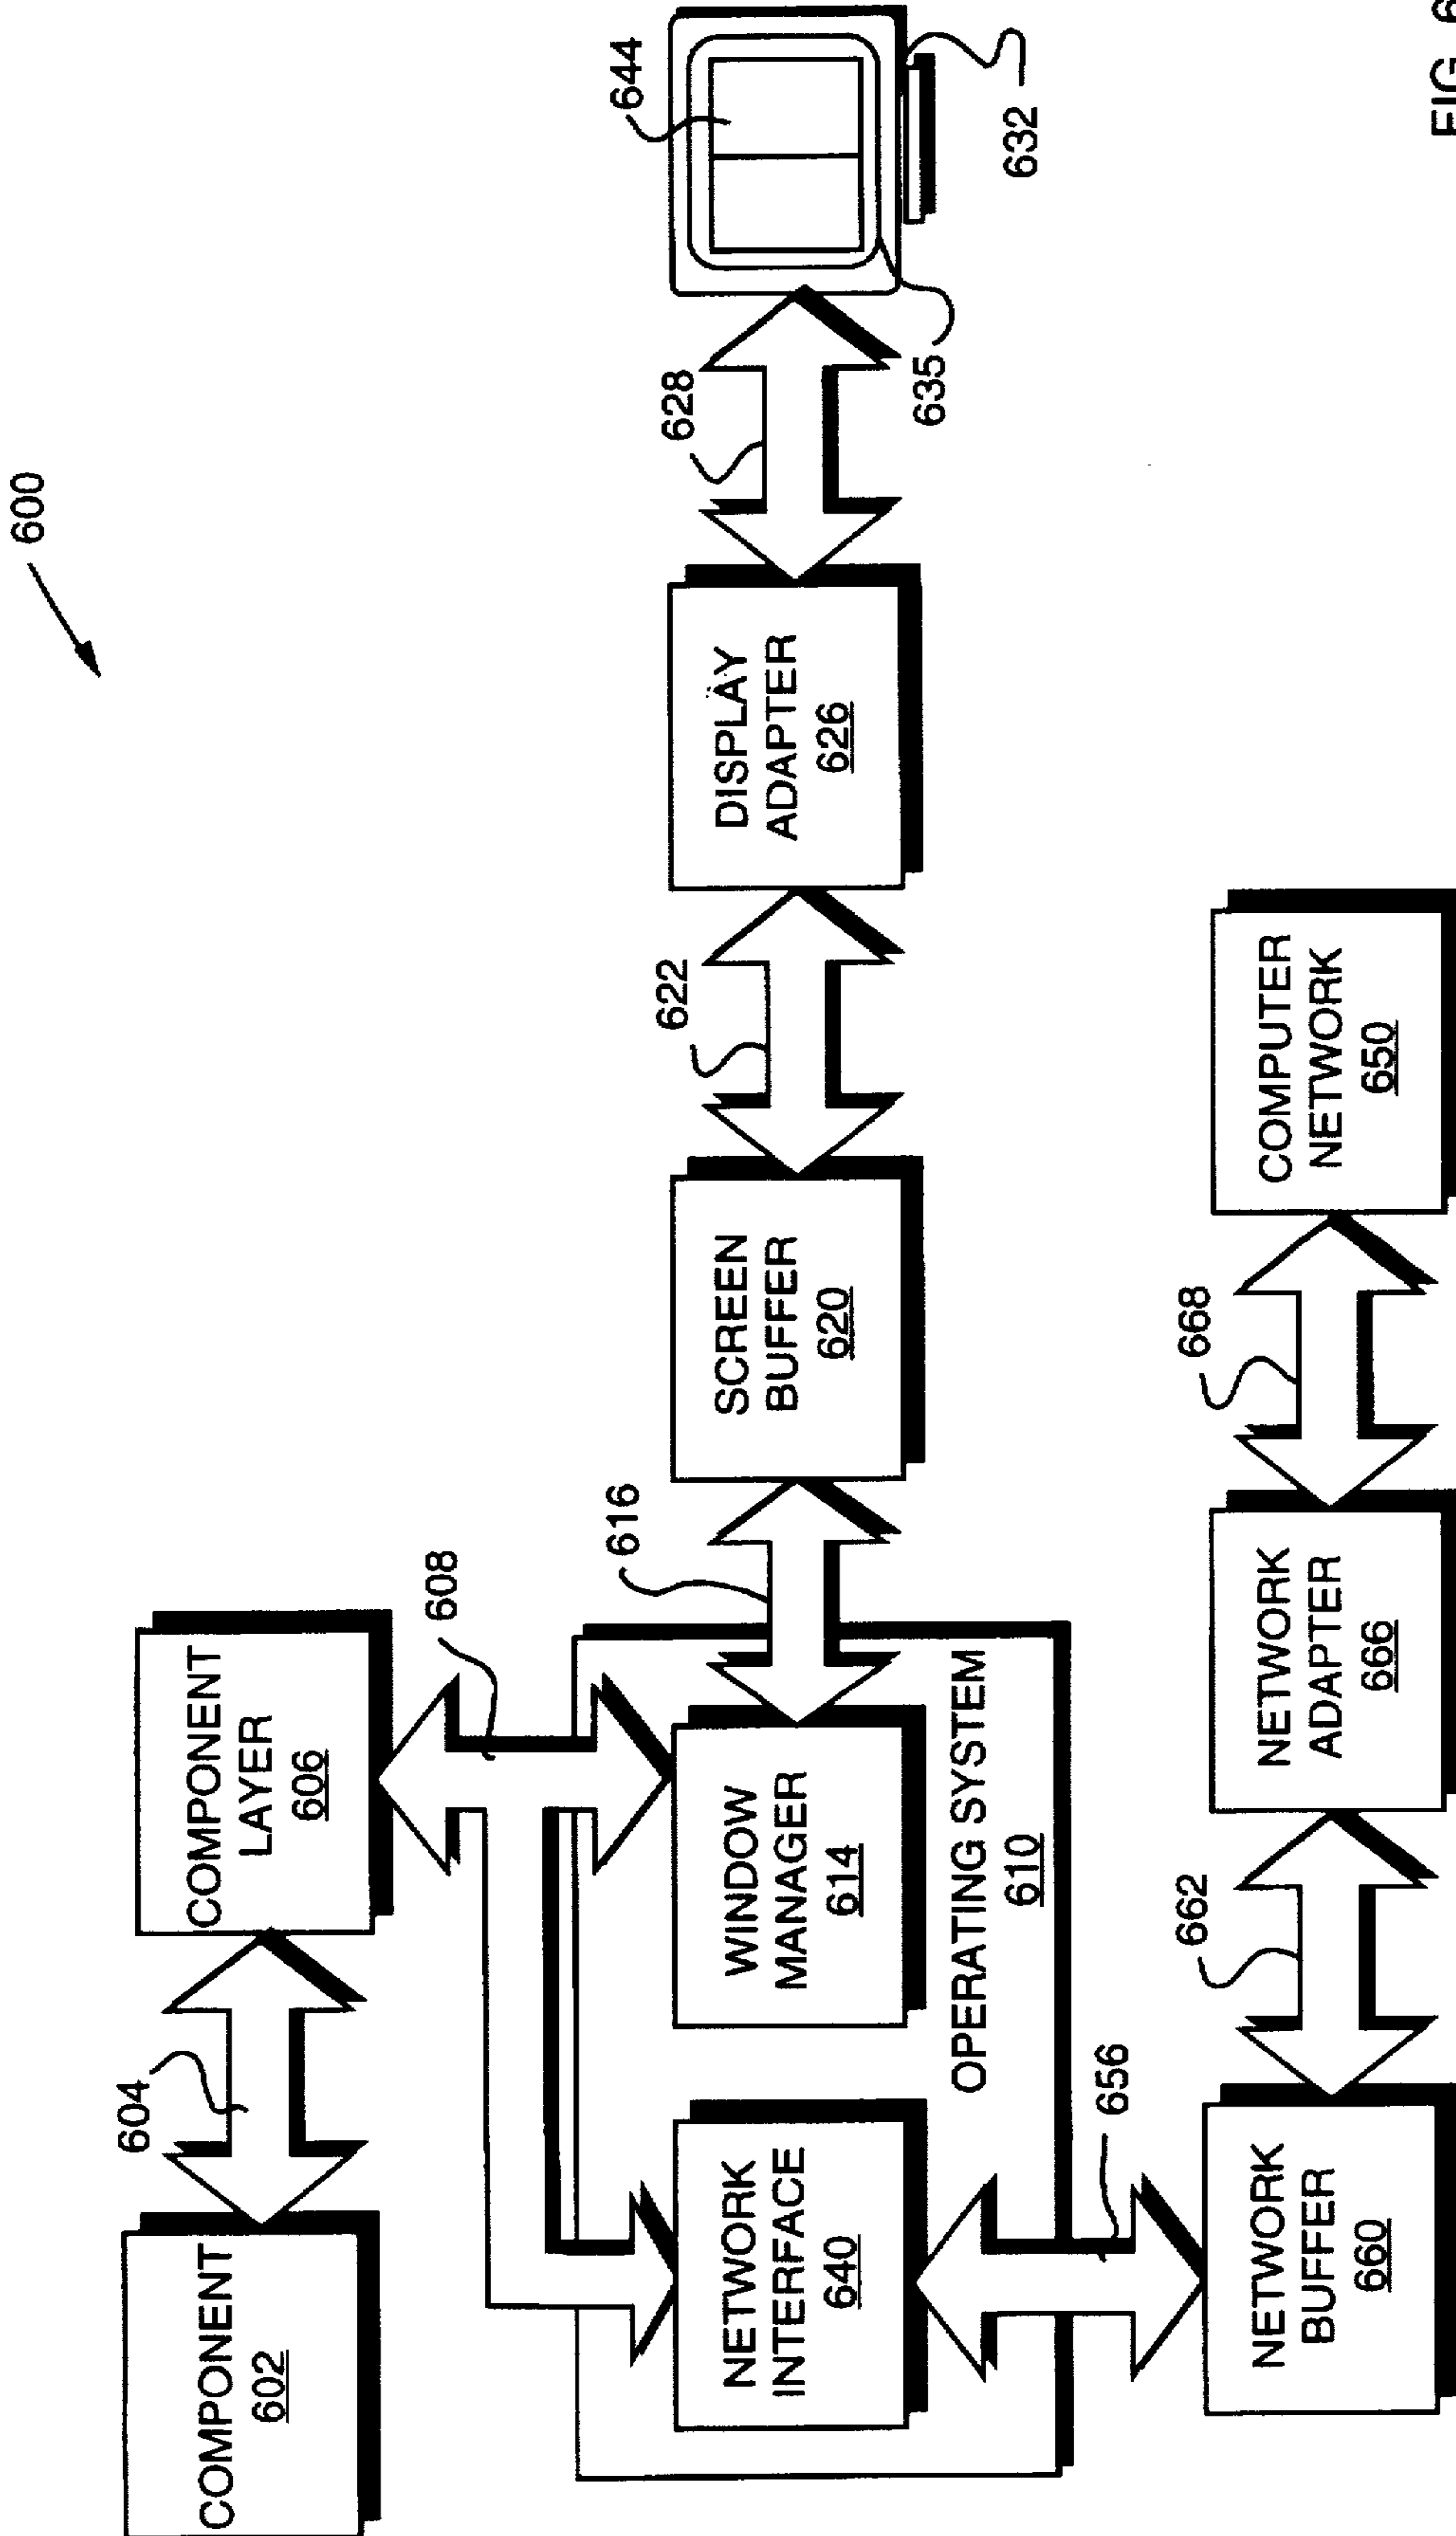 600
COMPONENT
602
604
COMPONENT
LAYER
606
608
NETWORK
INTERFACE
640
WINDOW
MANAGER
614
OPERATING SYSTEM
610
616
SCREEN
BUFFER
620
622
DISPLAY
ADAPTER
626
628
644
635
632
656
NETWORK
BUFFER
660
662
NETWORK
ADAPTER
666
668
COMPUTER
NETWORK
650
FIG. 6